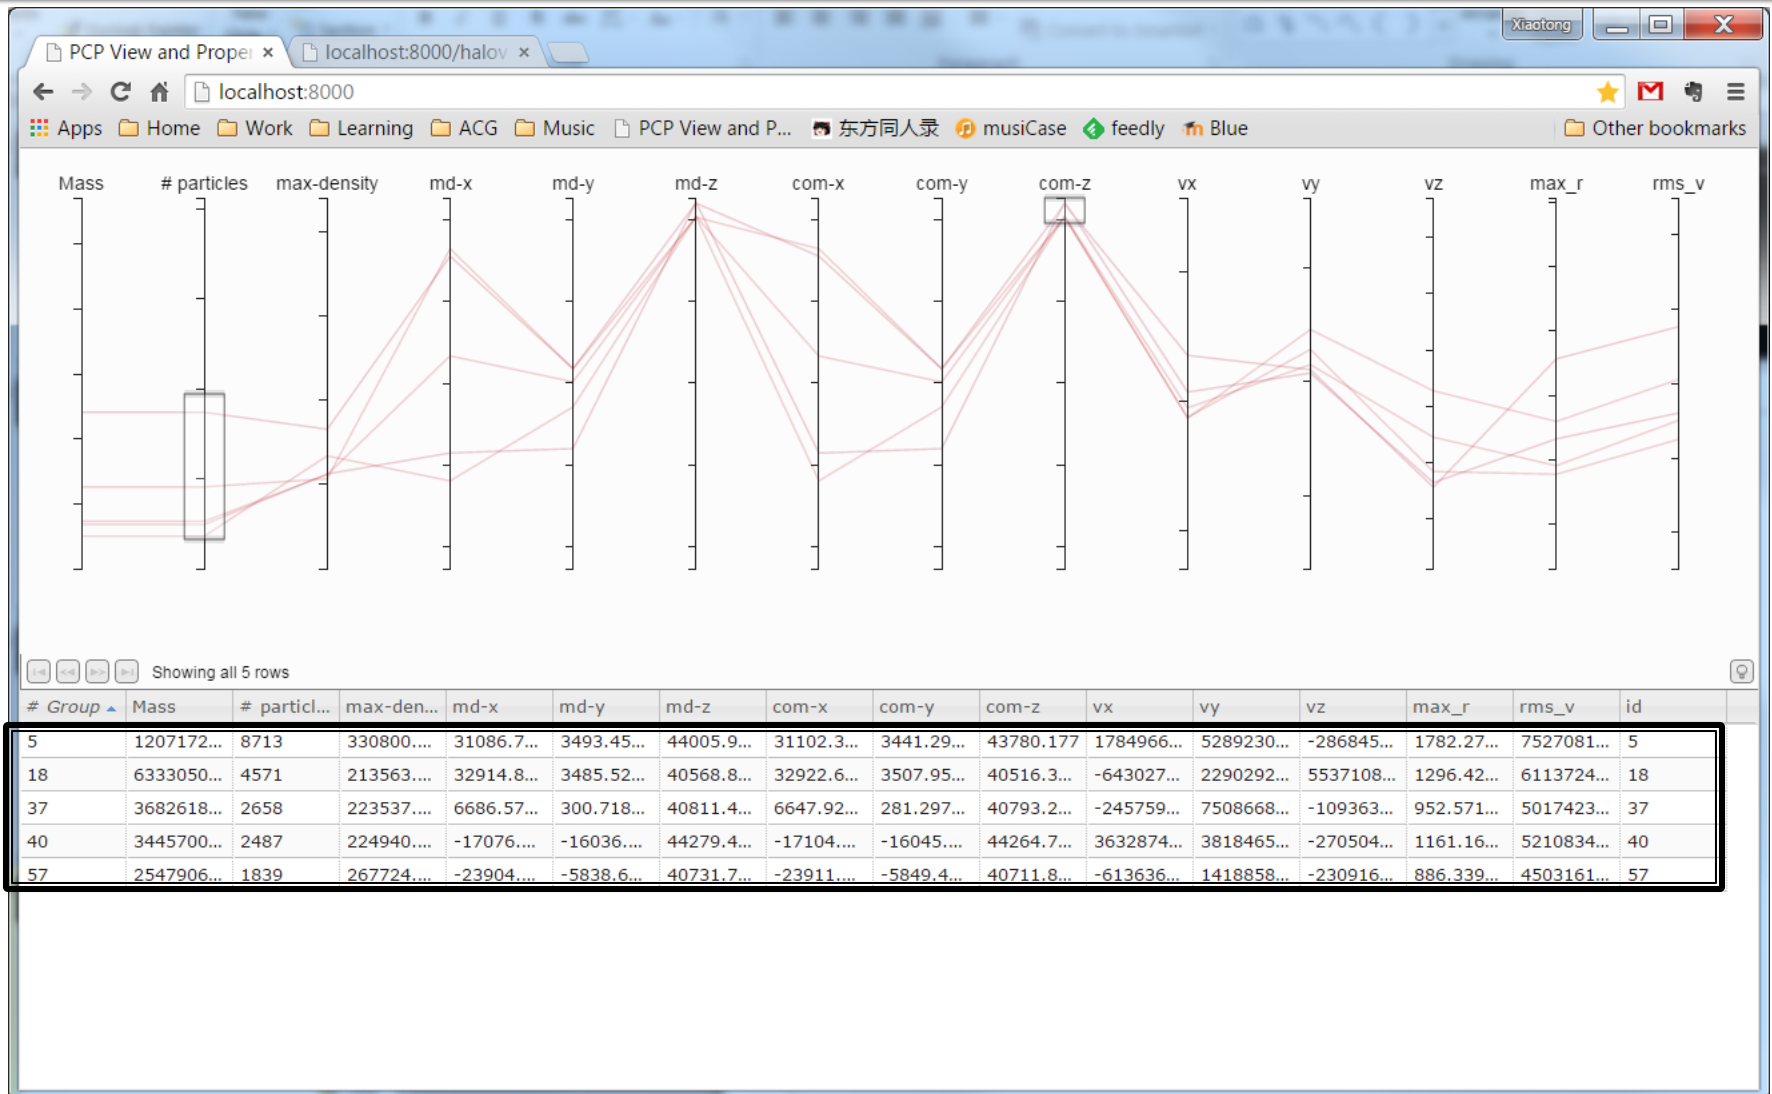 Xiaotong
PCP View and Proper
localhost:8000/halov
localhost:8000
Apps Home Work Learning ACG Music PCP View and P... 东方同人录 musiCase feedly Blue Other bookmarks
Mass # particles max-density md-x md-y md-z com-x com-y com-z vx vy vz max_r rms_v
Showing all 5 rows
# Group Mass # particl... max-den... md-x md-y md-z com-x com-y com-z vx vy vz max_r rms_v id
5 1207172... 8713 330800.... 31086.7... 3493.45... 44005.9... 31102.3... 3441.29... 43780.177 1784966... 5289230... -286845... 1782.27... 7527081... 5
18 6333050... 4571 213563.... 32914.8... 3485.52... 40568.8... 32922.6... 3507.95... 40516.3... -643027... 2290292... 5537108... 1296.42... 6113724... 18
37 3682618... 2658 223537.... 6686.57... 300.718... 40811.4... 6647.92... 281.297... 40793.2... -245759... 7508668... -109363... 952.571... 5017423... 37
40 3445700... 2487 224940.... -17076.... -16036.... 44279.4... -17104.... -16045.... 44264.7... 3632874... 3818465... -270504... 1161.16... 5210834... 40
57 2547906... 1839 267724.... -23904.... -5838.6... 40731.7... -23911.... -5849.4... 40711.8... -613636... 1418858... -230916... 886.339... 4503161... 57